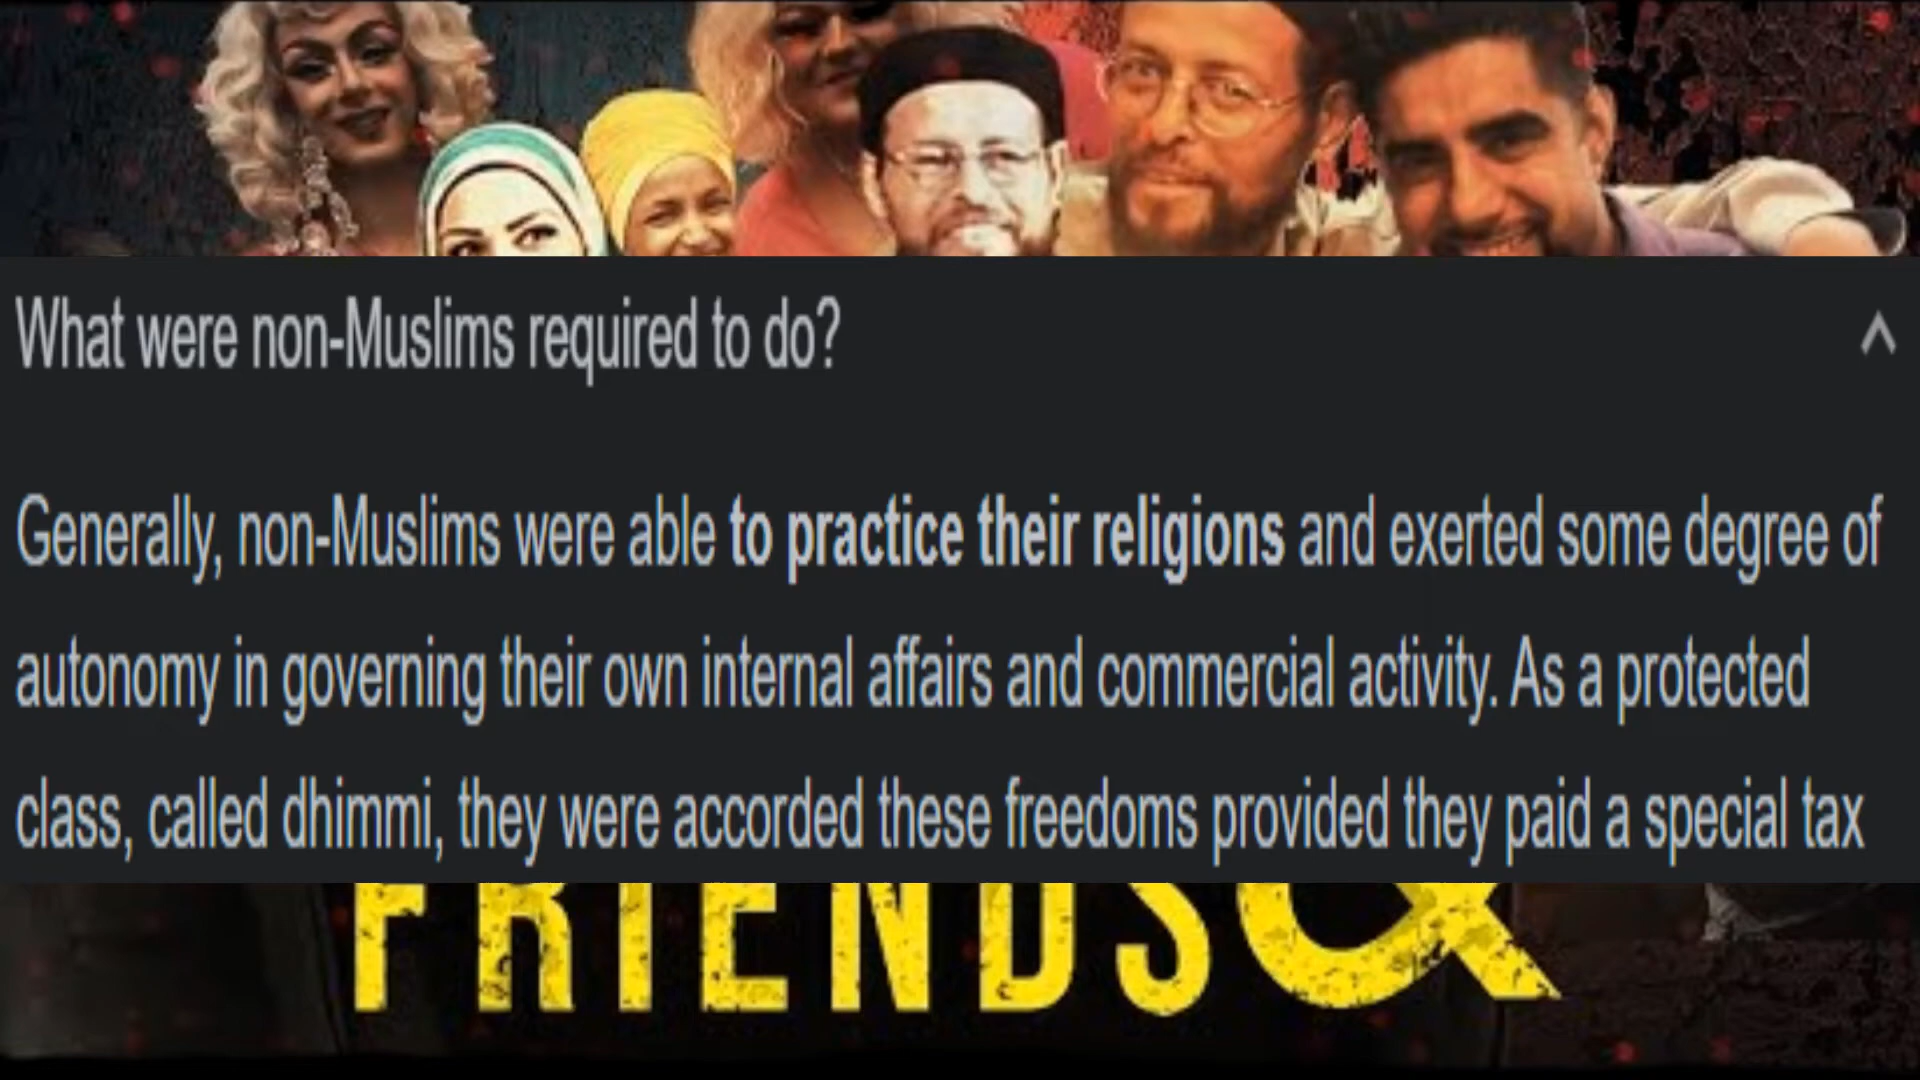 What were non-Muslims required to do?
Generally, non-Muslims were able to practice their religions and exerted some degree of
autonomy in governing their own internal affairs and commercial activity. As a protected
class, called dhimmi, they were accorded these freedoms provided they paid a special tax
FRIENDS &